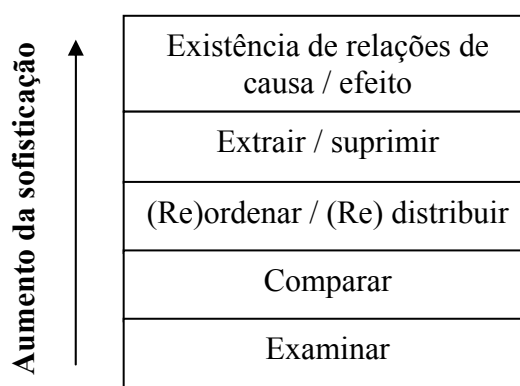 Aumento da sofisticação
Existência de relações de
causa / efeito
Extrair / suprimir
(Re)ordenar / (Re) distribuir
Comparar
Examinar